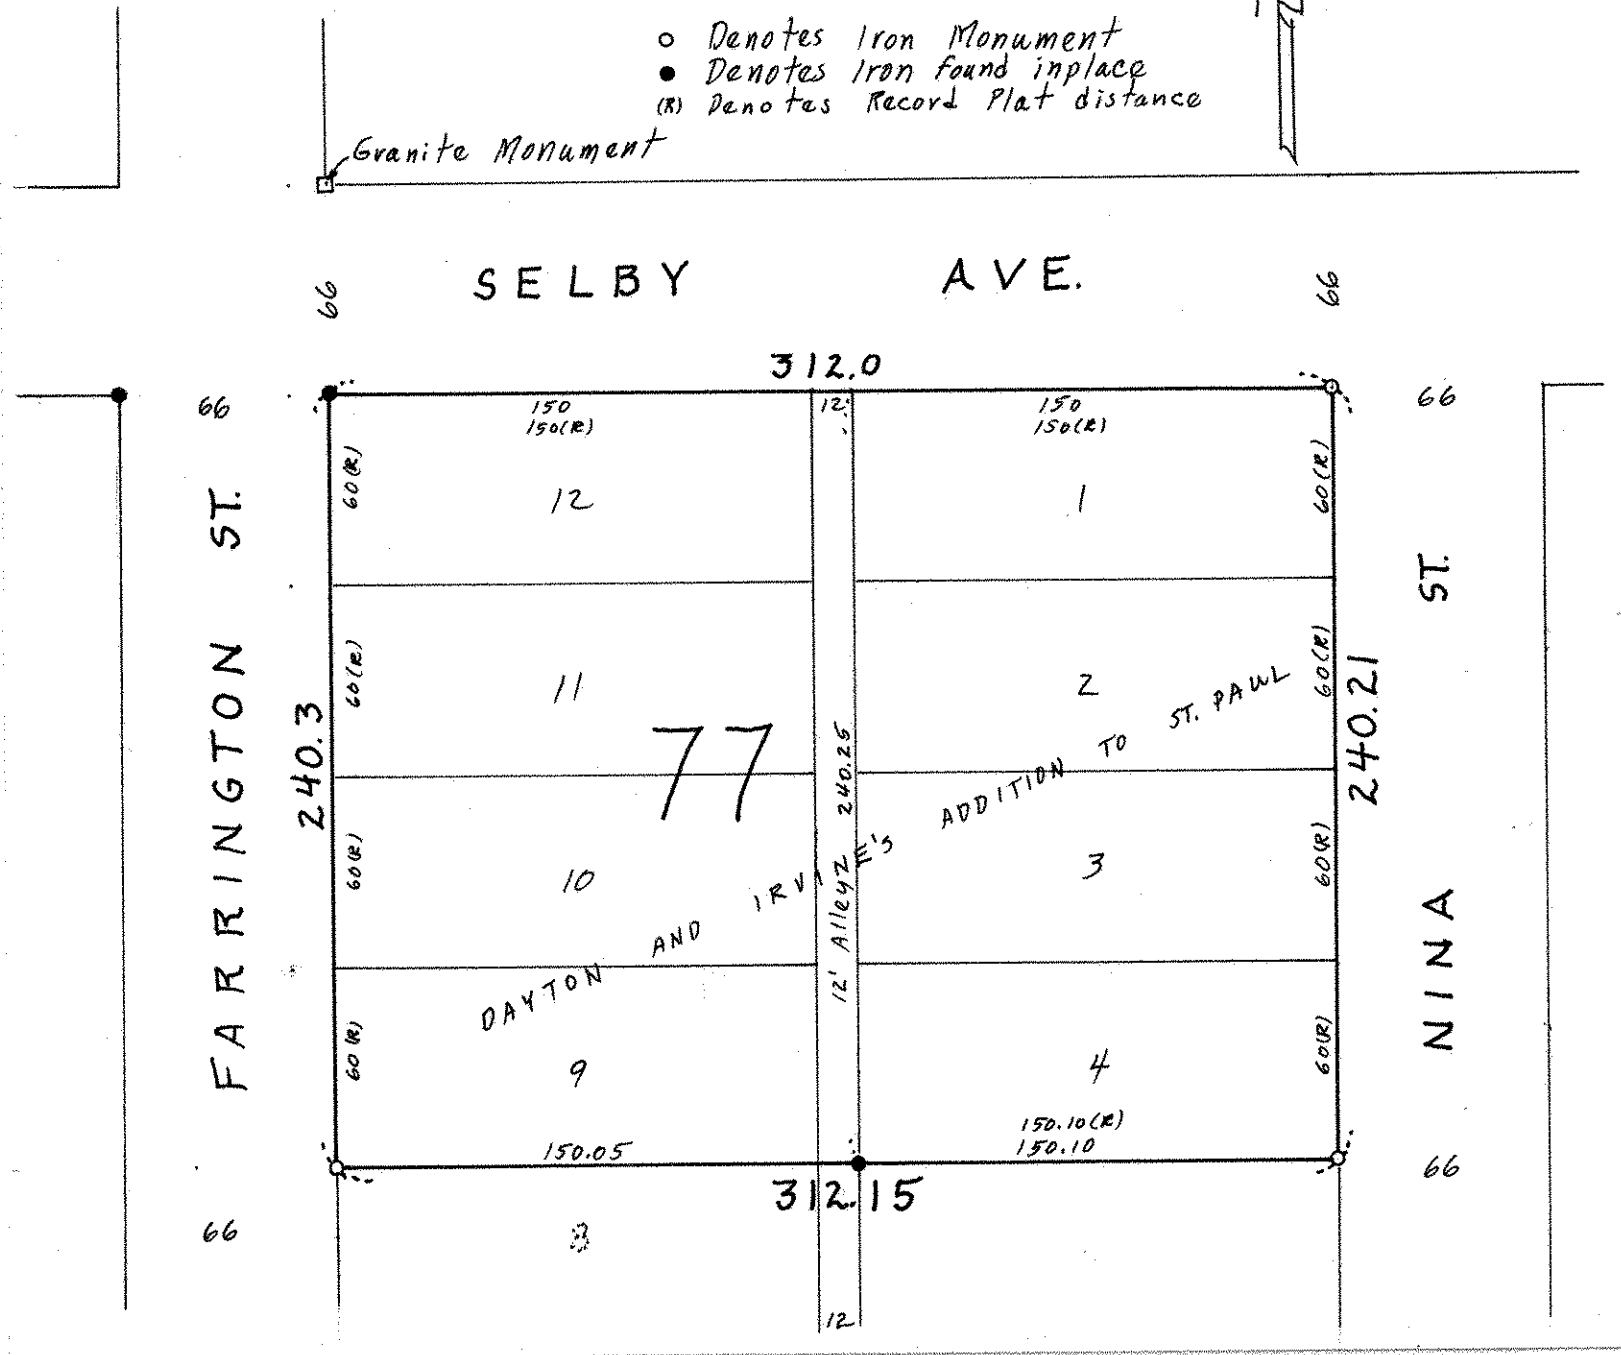 ○ Denotes Iron Monument
● Denotes Iron found inplace
(R) Denotes Record Plat distance
Granite Monument
SELBY AVE.
66
66
312.0
66
66
150
12'
150
150(R)
150(R)
60(R)
60(R)
12
1
FARRINGTON ST.
NINA ST.
60(R)
60(R)
11
2
240.3
240.21
77
12' Alley 240.25
DAYTON AND IRVINE'S ADDITION TO ST. PAUL
60(R)
60(R)
10
3
60(R)
60(R)
9
4
150.10(R)
150.05
150.10
312.15
66
66
8
12